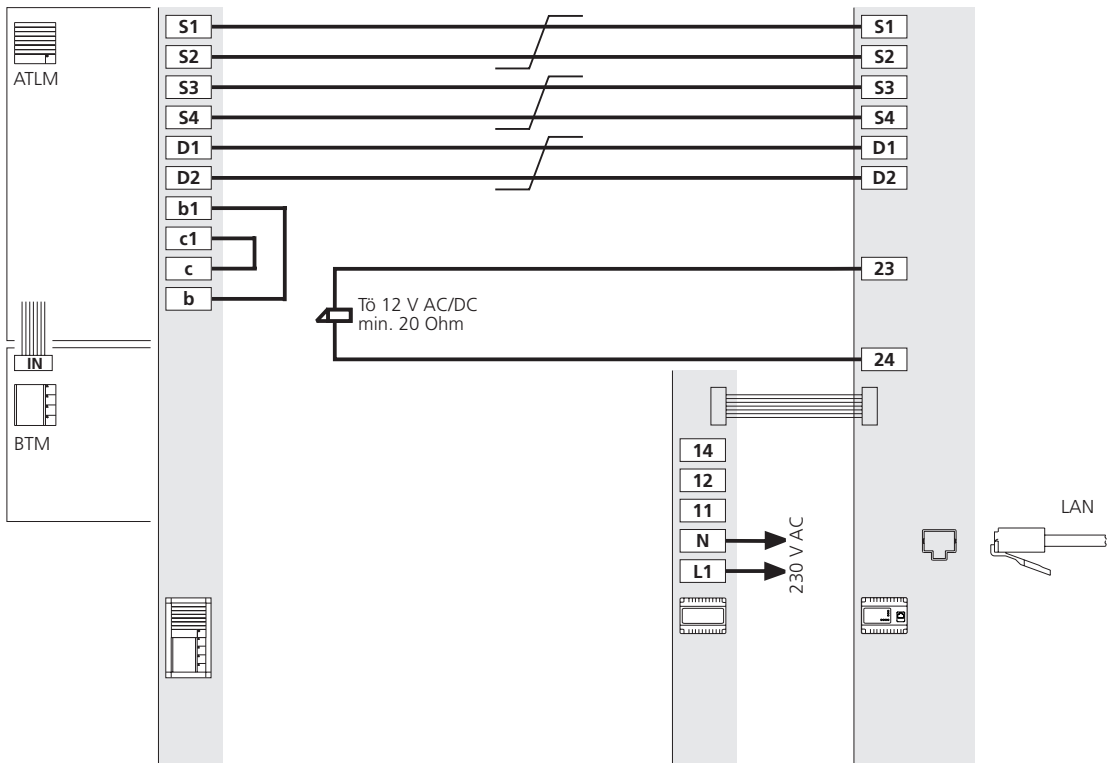 ATLM
IN
BTM
S1
S2
S3
S4
D1
D2
b1
c1
c
b
Tö 12 V AC/DC
min. 20 Ohm
14
12
11
N
L1
230 V AC
S1
S2
S3
S4
D1
D2
23
24
LAN